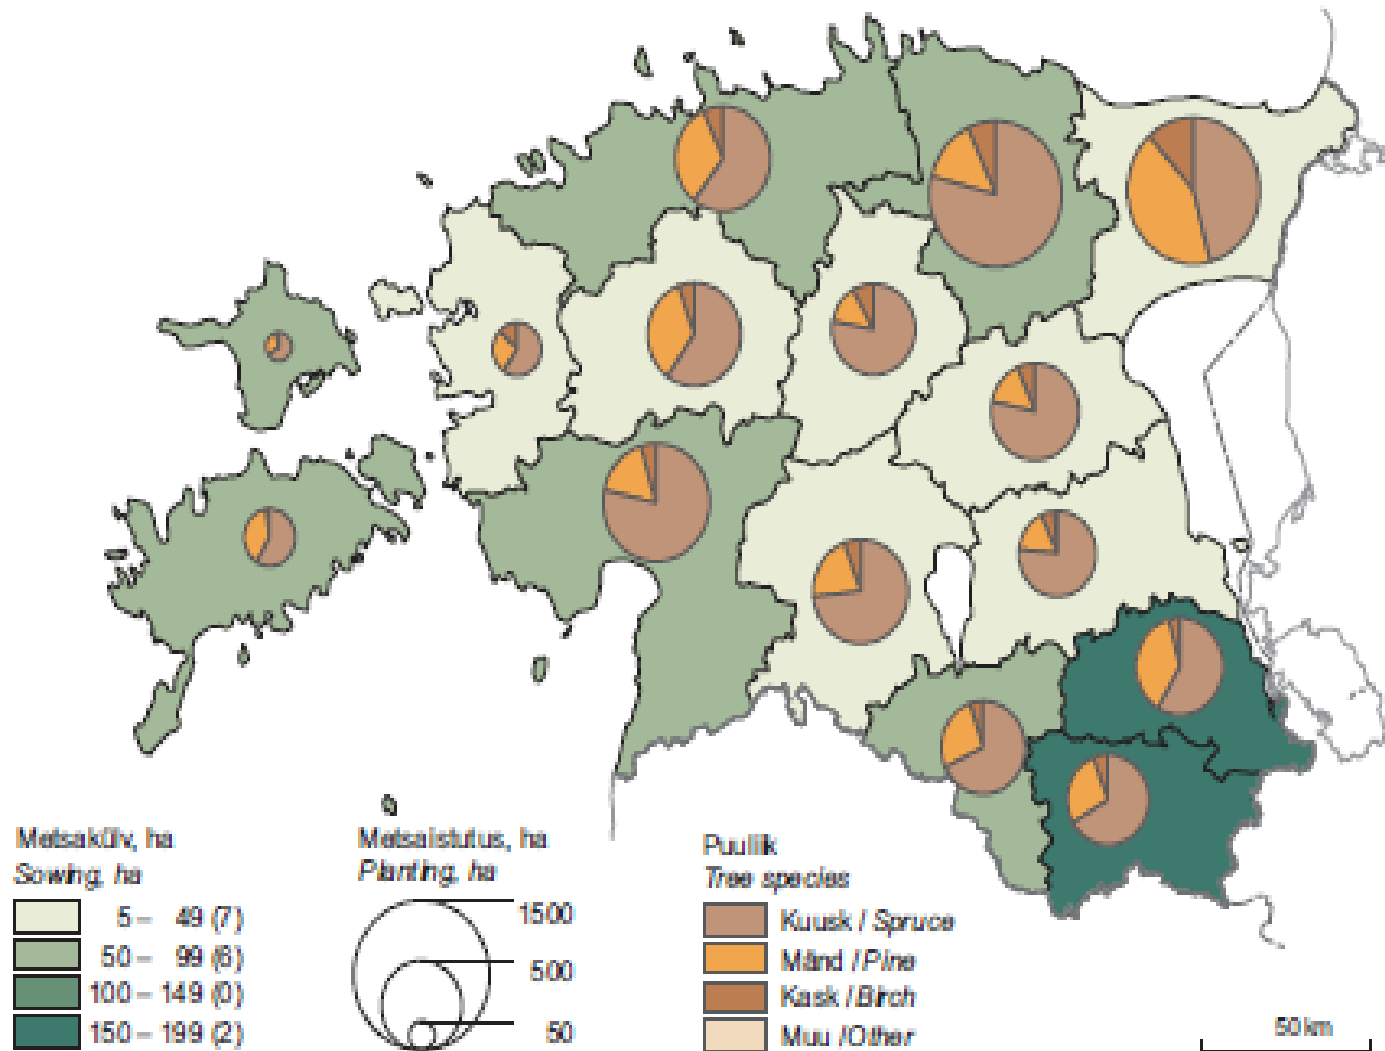 Metsakülv, ha
Sowing, ha
5 – 49 (7)
50 – 99 (6)
100 – 149 (0)
150 – 199 (2)
Metsaistutus, ha
Planting, ha
1500
500
50
Puuliik
Tree species
Kuusk / Spruce
Mänd / Pine
Kask / Birch
Muu / Other
50 km